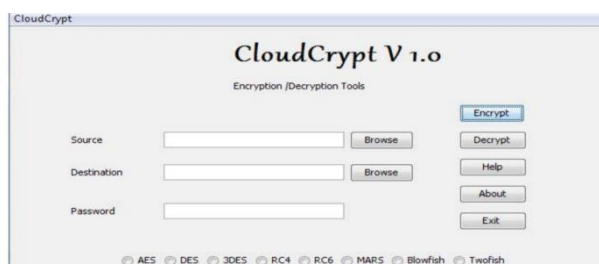 CloudCrypt
CloudCrypt V 1.0
Encryption /Decryption Tools
Encrypt
Source Browse Decrypt
Destination Browse Help
About
Password
Exit
AES DES 3DES RC4 RC6 MARS Blowfish Twofish